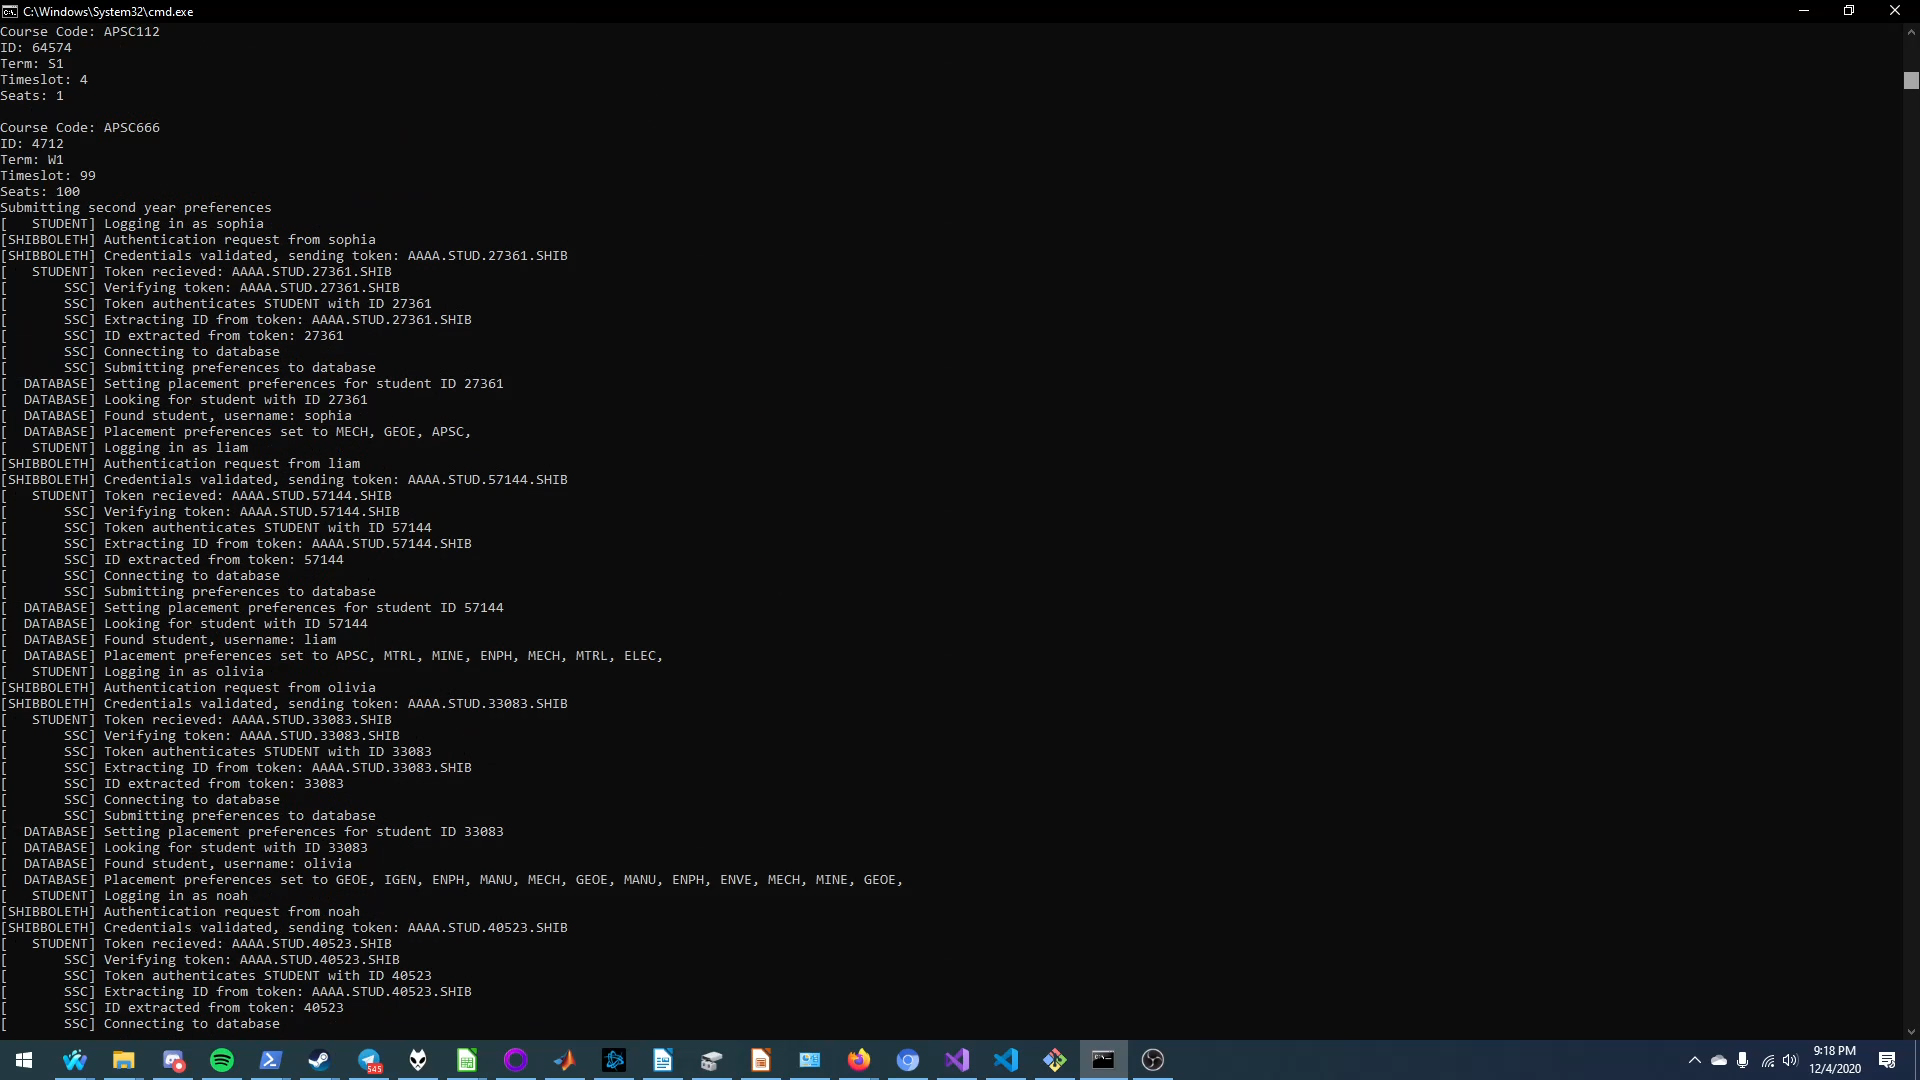 C:\Windows\System32\cmd.exe
Course Code: APSC112
ID: 64574
Term: S1
Timeslot: 4
Seats: 1
Course Code: APSC666
ID: 4712
Term: W1
Timeslot: 99
Seats: 100
Submitting second year preferences
[   STUDENT] Logging in as sophia
[SHIBBOLETH] Authentication request from sophia
[SHIBBOLETH] Credentials validated, sending token: AAAA.STUD.27361.SHIB
[   STUDENT] Token recieved: AAAA.STUD.27361.SHIB
[       SSC] Verifying token: AAAA.STUD.27361.SHIB
[       SSC] Token authenticates STUDENT with ID 27361
[       SSC] Extracting ID from token: AAAA.STUD.27361.SHIB
[       SSC] ID extracted from token: 27361
[       SSC] Connecting to database
[       SSC] Submitting preferences to database
[  DATABASE] Setting placement preferences for student ID 27361
[  DATABASE] Looking for student with ID 27361
[  DATABASE] Found student, username: sophia
[  DATABASE] Placement preferences set to MECH, GEOE, APSC,
[   STUDENT] Logging in as liam
[SHIBBOLETH] Authentication request from liam
[SHIBBOLETH] Credentials validated, sending token: AAAA.STUD.57144.SHIB
[   STUDENT] Token recieved: AAAA.STUD.57144.SHIB
[       SSC] Verifying token: AAAA.STUD.57144.SHIB
[       SSC] Token authenticates STUDENT with ID 57144
[       SSC] Extracting ID from token: AAAA.STUD.57144.SHIB
[       SSC] ID extracted from token: 57144
[       SSC] Connecting to database
[       SSC] Submitting preferences to database
[  DATABASE] Setting placement preferences for student ID 57144
[  DATABASE] Looking for student with ID 57144
[  DATABASE] Found student, username: liam
[  DATABASE] Placement preferences set to APSC, MTRL, MINE, ENPH, MECH, MTRL, ELEC,
[   STUDENT] Logging in as olivia
[SHIBBOLETH] Authentication request from olivia
[SHIBBOLETH] Credentials validated, sending token: AAAA.STUD.33083.SHIB
[   STUDENT] Token recieved: AAAA.STUD.33083.SHIB
[       SSC] Verifying token: AAAA.STUD.33083.SHIB
[       SSC] Token authenticates STUDENT with ID 33083
[       SSC] Extracting ID from token: AAAA.STUD.33083.SHIB
[       SSC] ID extracted from token: 33083
[       SSC] Connecting to database
[       SSC] Submitting preferences to database
[  DATABASE] Setting placement preferences for student ID 33083
[  DATABASE] Looking for student with ID 33083
[  DATABASE] Found student, username: olivia
[  DATABASE] Placement preferences set to GEOE, IGEN, ENPH, MANU, MECH, GEOE, MANU, ENPH, ENVE, MECH, MINE, GEOE,
[   STUDENT] Logging in as noah
[SHIBBOLETH] Authentication request from noah
[SHIBBOLETH] Credentials validated, sending token: AAAA.STUD.40523.SHIB
[   STUDENT] Token recieved: AAAA.STUD.40523.SHIB
[       SSC] Verifying token: AAAA.STUD.40523.SHIB
[       SSC] Token authenticates STUDENT with ID 40523
[       SSC] Extracting ID from token: AAAA.STUD.40523.SHIB
[       SSC] ID extracted from token: 40523
[       SSC] Connecting to database
545
9:18 PM
12/4/2020